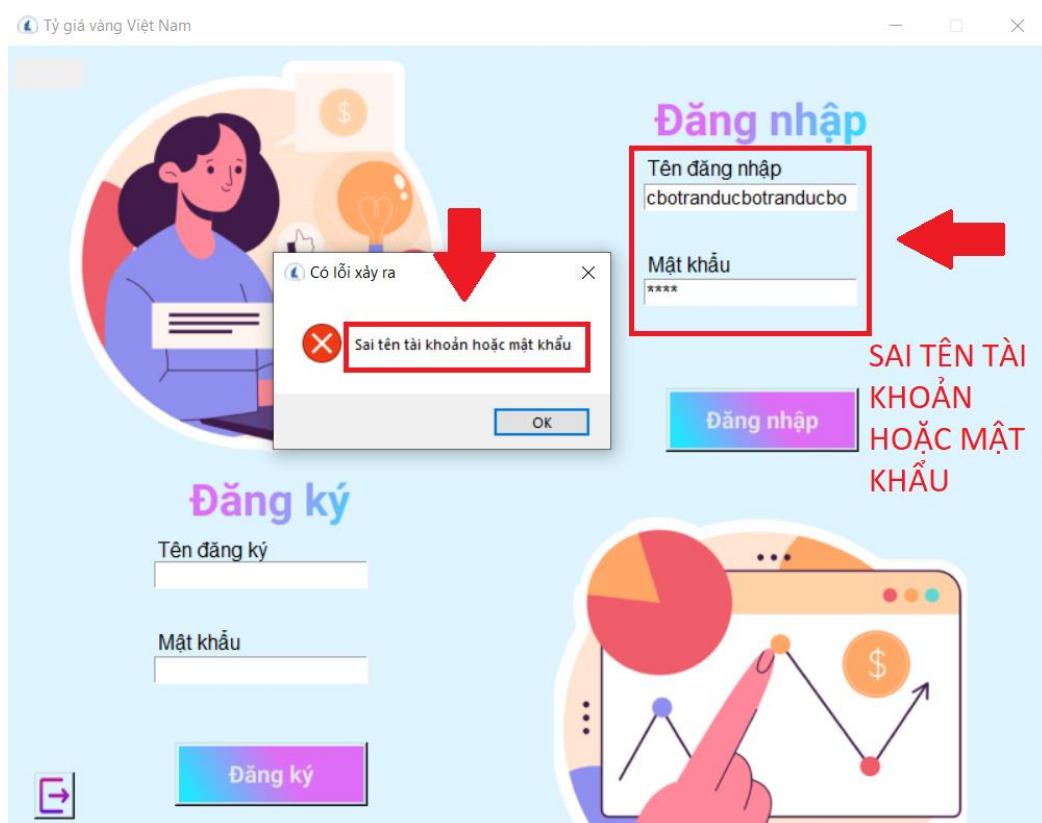 Tỷ giá vàng Việt Nam
Đăng nhập
Tên đăng nhập
cbotranducbotranducbo
Mật khẩu
****
Có lỗi xảy ra
Sai tên tài khoản hoặc mật khẩu
OK
SAI TÊN TÀI
KHOẢN
HOẶC MẬT
KHẨU
Đăng nhập
Đăng ký
Tên đăng ký
Mật khẩu
Đăng ký
$
$